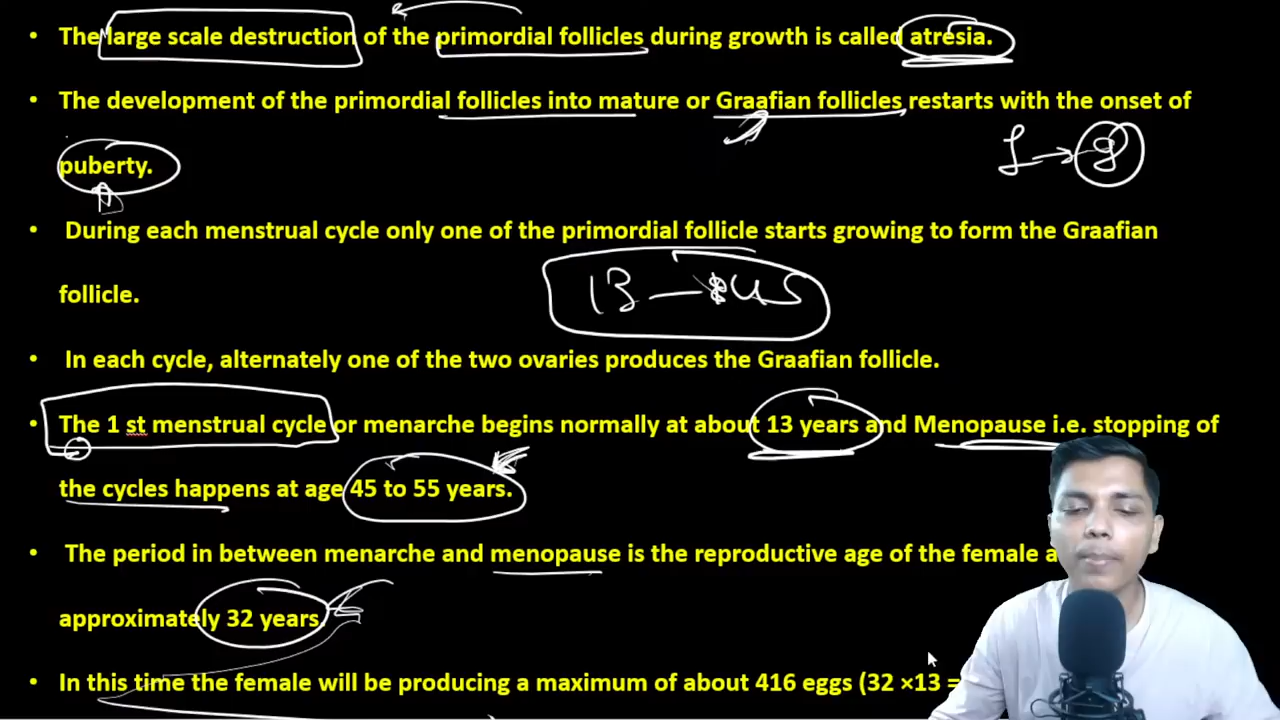 • The large scale destruction of the primordial follicles during growth is called atresia.
• The development of the primordial follicles into mature or Graafian follicles restarts with the onset of
puberty.
• During each menstrual cycle only one of the primordial follicle starts growing to form the Graafian
follicle.
13 — 45
• In each cycle, alternately one of the two ovaries produces the Graafian follicle.
• The 1 st menstrual cycle or menarche begins normally at about 13 years and Menopause i.e. stopping of
the cycles happens at age 45 to 55 years.
• The period in between menarche and menopause is the reproductive age of the female
approximately 32 years.
• In this time the female will be producing a maximum of about 416 eggs (32 ×13 =